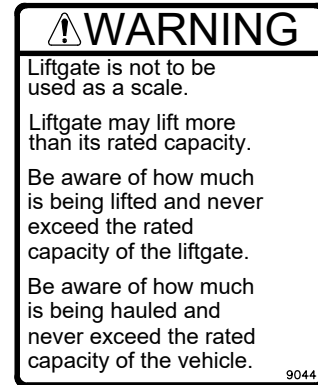 WARNING
Liftgate is not to be
used as a scale.
Liftgate may lift more
than its rated capacity.
Be aware of how much
is being lifted and never
exceed the rated
capacity of the liftgate.
Be aware of how much
is being hauled and
never exceed the rated
capacity of the vehicle.
9044